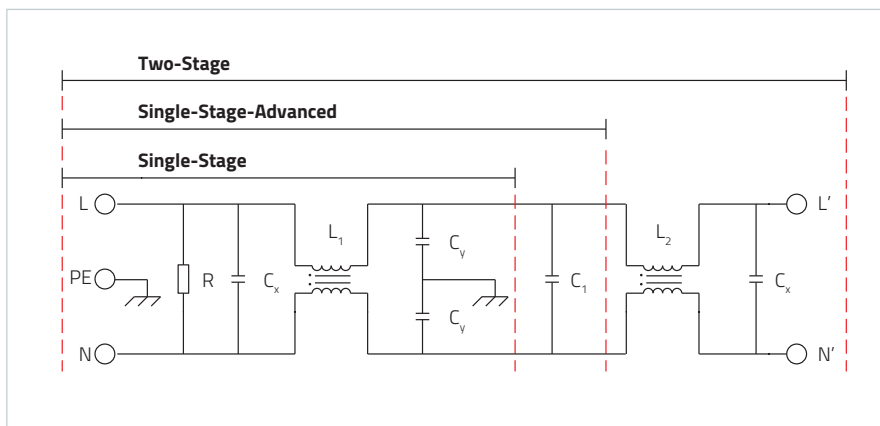 Two-Stage
Single-Stage-Advanced
Single-Stage
L
L₁
L₂
L’
Cy
PE
R
Cx
C₁
Cx
Cy
N
N’